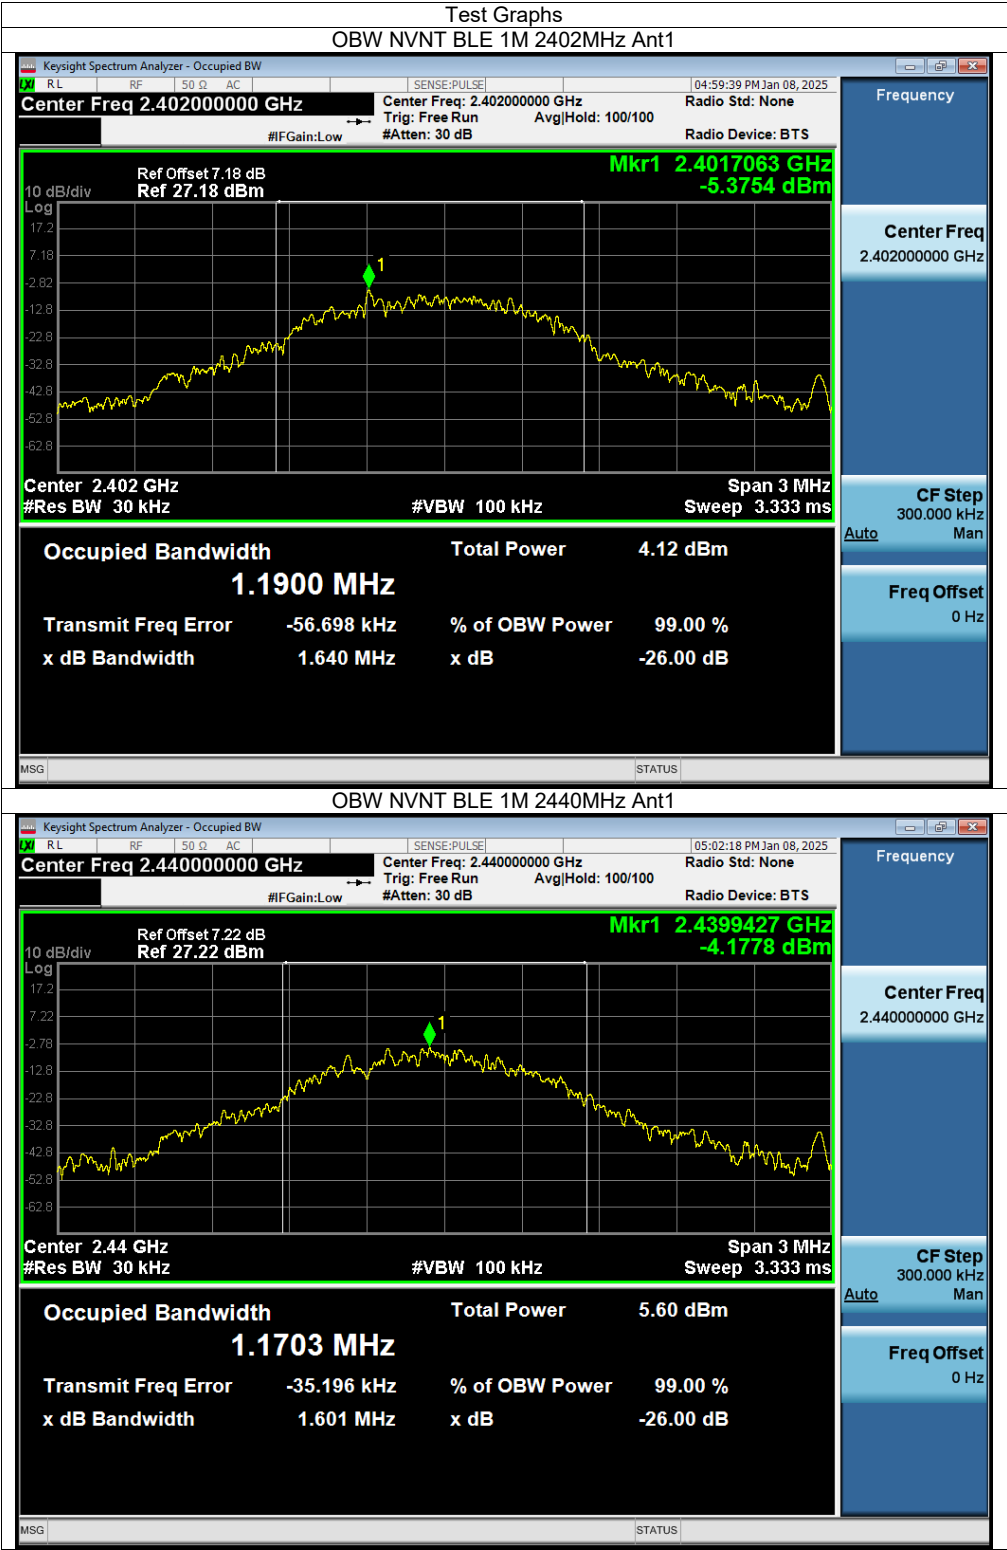 Test Graphs
OBW NVNT BLE 1M 2402MHz Ant1
Keysight Spectrum Analyzer - Occupied BW
LXI RL RF 50 Ω AC SENSE:PULSE 04:59:39 PM Jan 08, 2025
Center Freq 2.402000000 GHz
Center Freq: 2.402000000 GHz Radio Std: None
Trig: Free Run Avg|Hold: 100/100
#IFGain:Low #Atten: 30 dB Radio Device: BTS
Frequency
Mkr1 2.4017063 GHz
-5.3754 dBm
Ref Offset 7.18 dB
10 dB/div Ref 27.18 dBm
Log
17.2
7.18
-2.82
-12.8
-22.8
-32.8
-42.8
-52.8
-62.8
1
Center Freq
2.402000000 GHz
Center 2.402 GHz Span 3 MHz
#Res BW 30 kHz #VBW 100 kHz Sweep 3.333 ms
CF Step
300.000 kHz
Auto Man
Freq Offset
0 Hz
Occupied Bandwidth Total Power 4.12 dBm
1.1900 MHz
Transmit Freq Error -56.698 kHz % of OBW Power 99.00 %
x dB Bandwidth 1.640 MHz x dB -26.00 dB
MSG STATUS
OBW NVNT BLE 1M 2440MHz Ant1
Keysight Spectrum Analyzer - Occupied BW
LXI RL RF 50 Ω AC SENSE:PULSE 05:02:18 PM Jan 08, 2025
Center Freq 2.440000000 GHz
Center Freq: 2.440000000 GHz Radio Std: None
Trig: Free Run Avg|Hold: 100/100
#IFGain:Low #Atten: 30 dB Radio Device: BTS
Frequency
Mkr1 2.4399427 GHz
-4.1778 dBm
Ref Offset 7.22 dB
10 dB/div Ref 27.22 dBm
Log
17.2
7.22
-2.78
-12.8
-22.8
-32.8
-42.8
-52.8
-62.8
1
Center Freq
2.440000000 GHz
Center 2.44 GHz Span 3 MHz
#Res BW 30 kHz #VBW 100 kHz Sweep 3.333 ms
CF Step
300.000 kHz
Auto Man
Freq Offset
0 Hz
Occupied Bandwidth Total Power 5.60 dBm
1.1703 MHz
Transmit Freq Error -35.196 kHz % of OBW Power 99.00 %
x dB Bandwidth 1.601 MHz x dB -26.00 dB
MSG STATUS